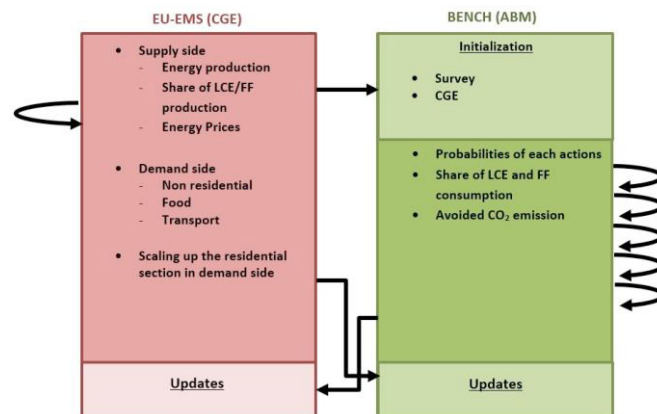 EU-EMS (CGE)
• Supply side
- Energy production
- Share of LCE/FF
production
- Energy Prices
• Demand side
- Non residential
- Food
- Transport
• Scaling up the residential
section in demand side
Updates
BENCH (ABM)
Initialization
• Survey
• CGE
• Probabilities of each actions
• Share of LCE and FF
consumption
• Avoided CO₂ emission
Updates